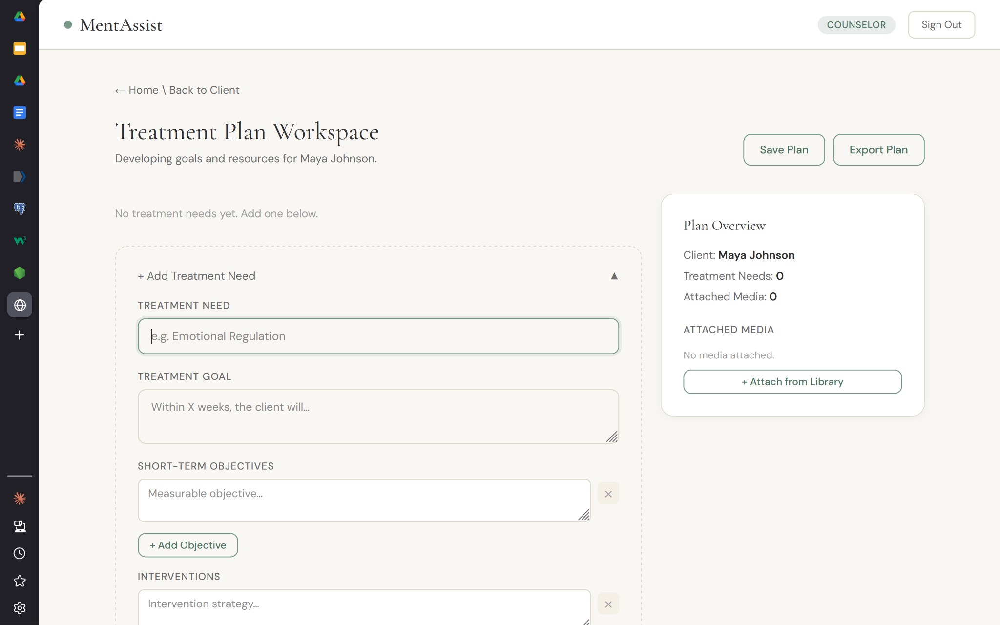 MentAssist
COUNSELOR
Sign Out
← Home \ Back to Client
Treatment Plan Workspace
Developing goals and resources for Maya Johnson.
Save Plan
Export Plan
No treatment needs yet. Add one below.
+ Add Treatment Need
▲
TREATMENT NEED
e.g. Emotional Regulation
TREATMENT GOAL
Within X weeks, the client will...
SHORT-TERM OBJECTIVES
Measurable objective...
×
+ Add Objective
INTERVENTIONS
Intervention strategy...
×
Plan Overview
Client: Maya Johnson
Treatment Needs: 0
Attached Media: 0
ATTACHED MEDIA
No media attached.
+ Attach from Library